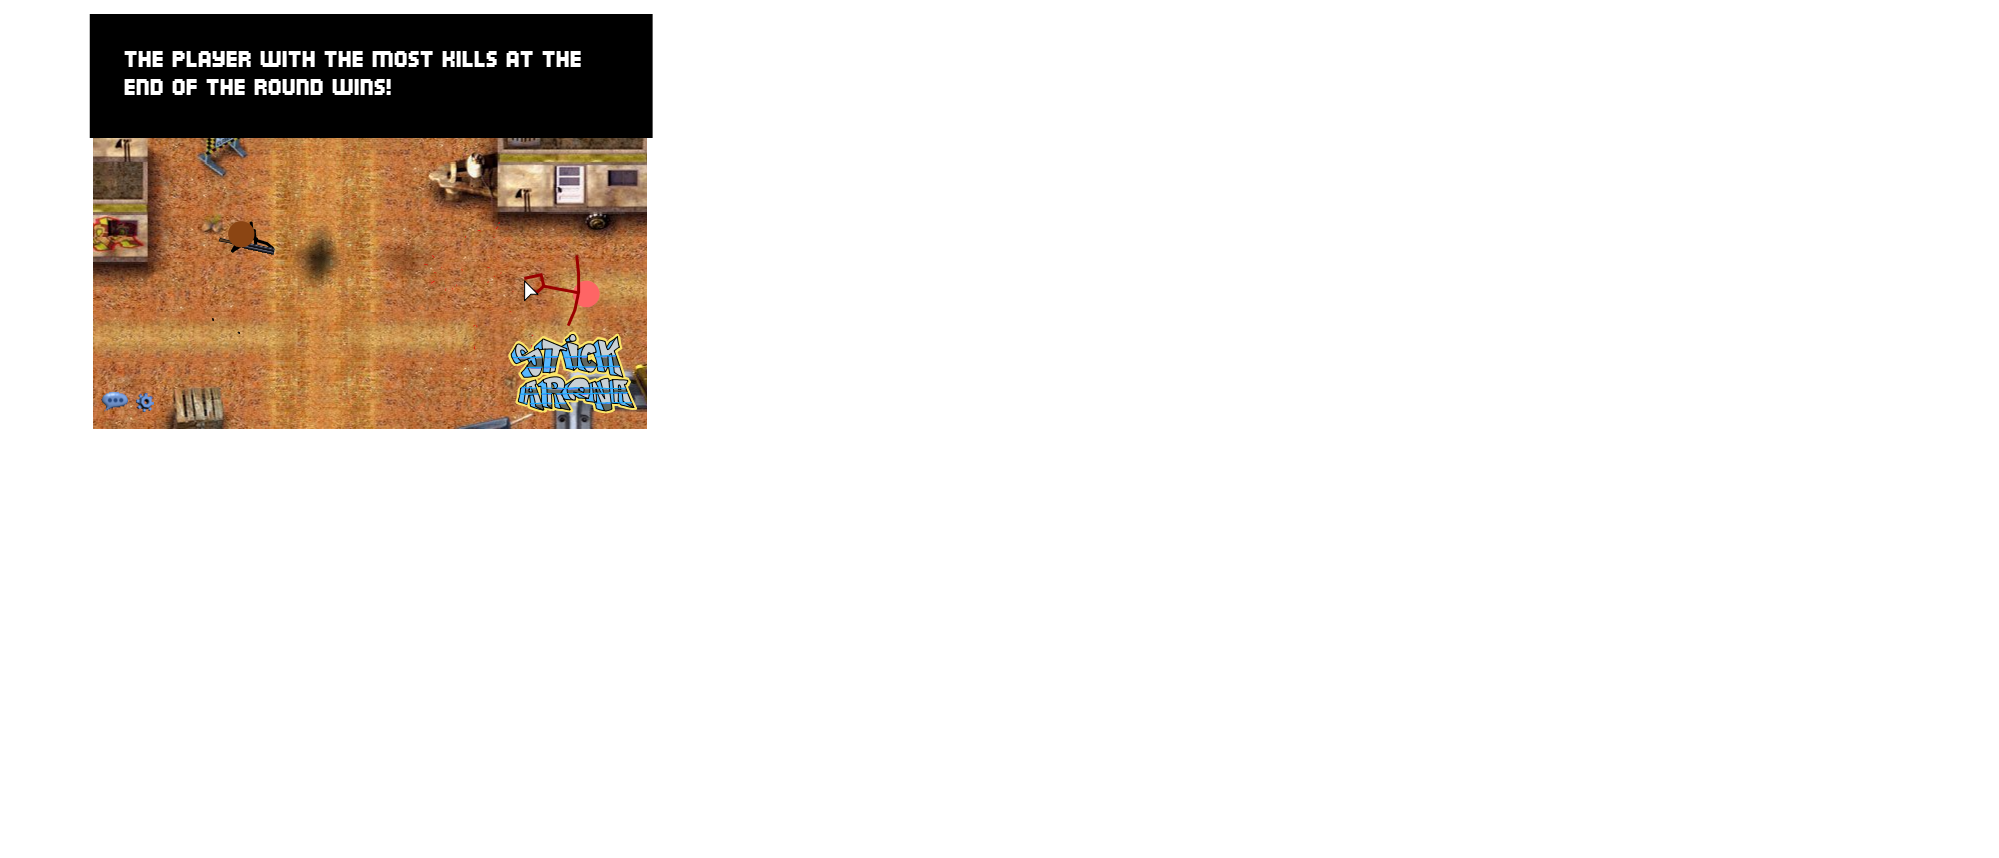 THE PLAYER WITH THE MOST KILLS AT THE
END OF THE ROUND WINS!
STICK
ARENA